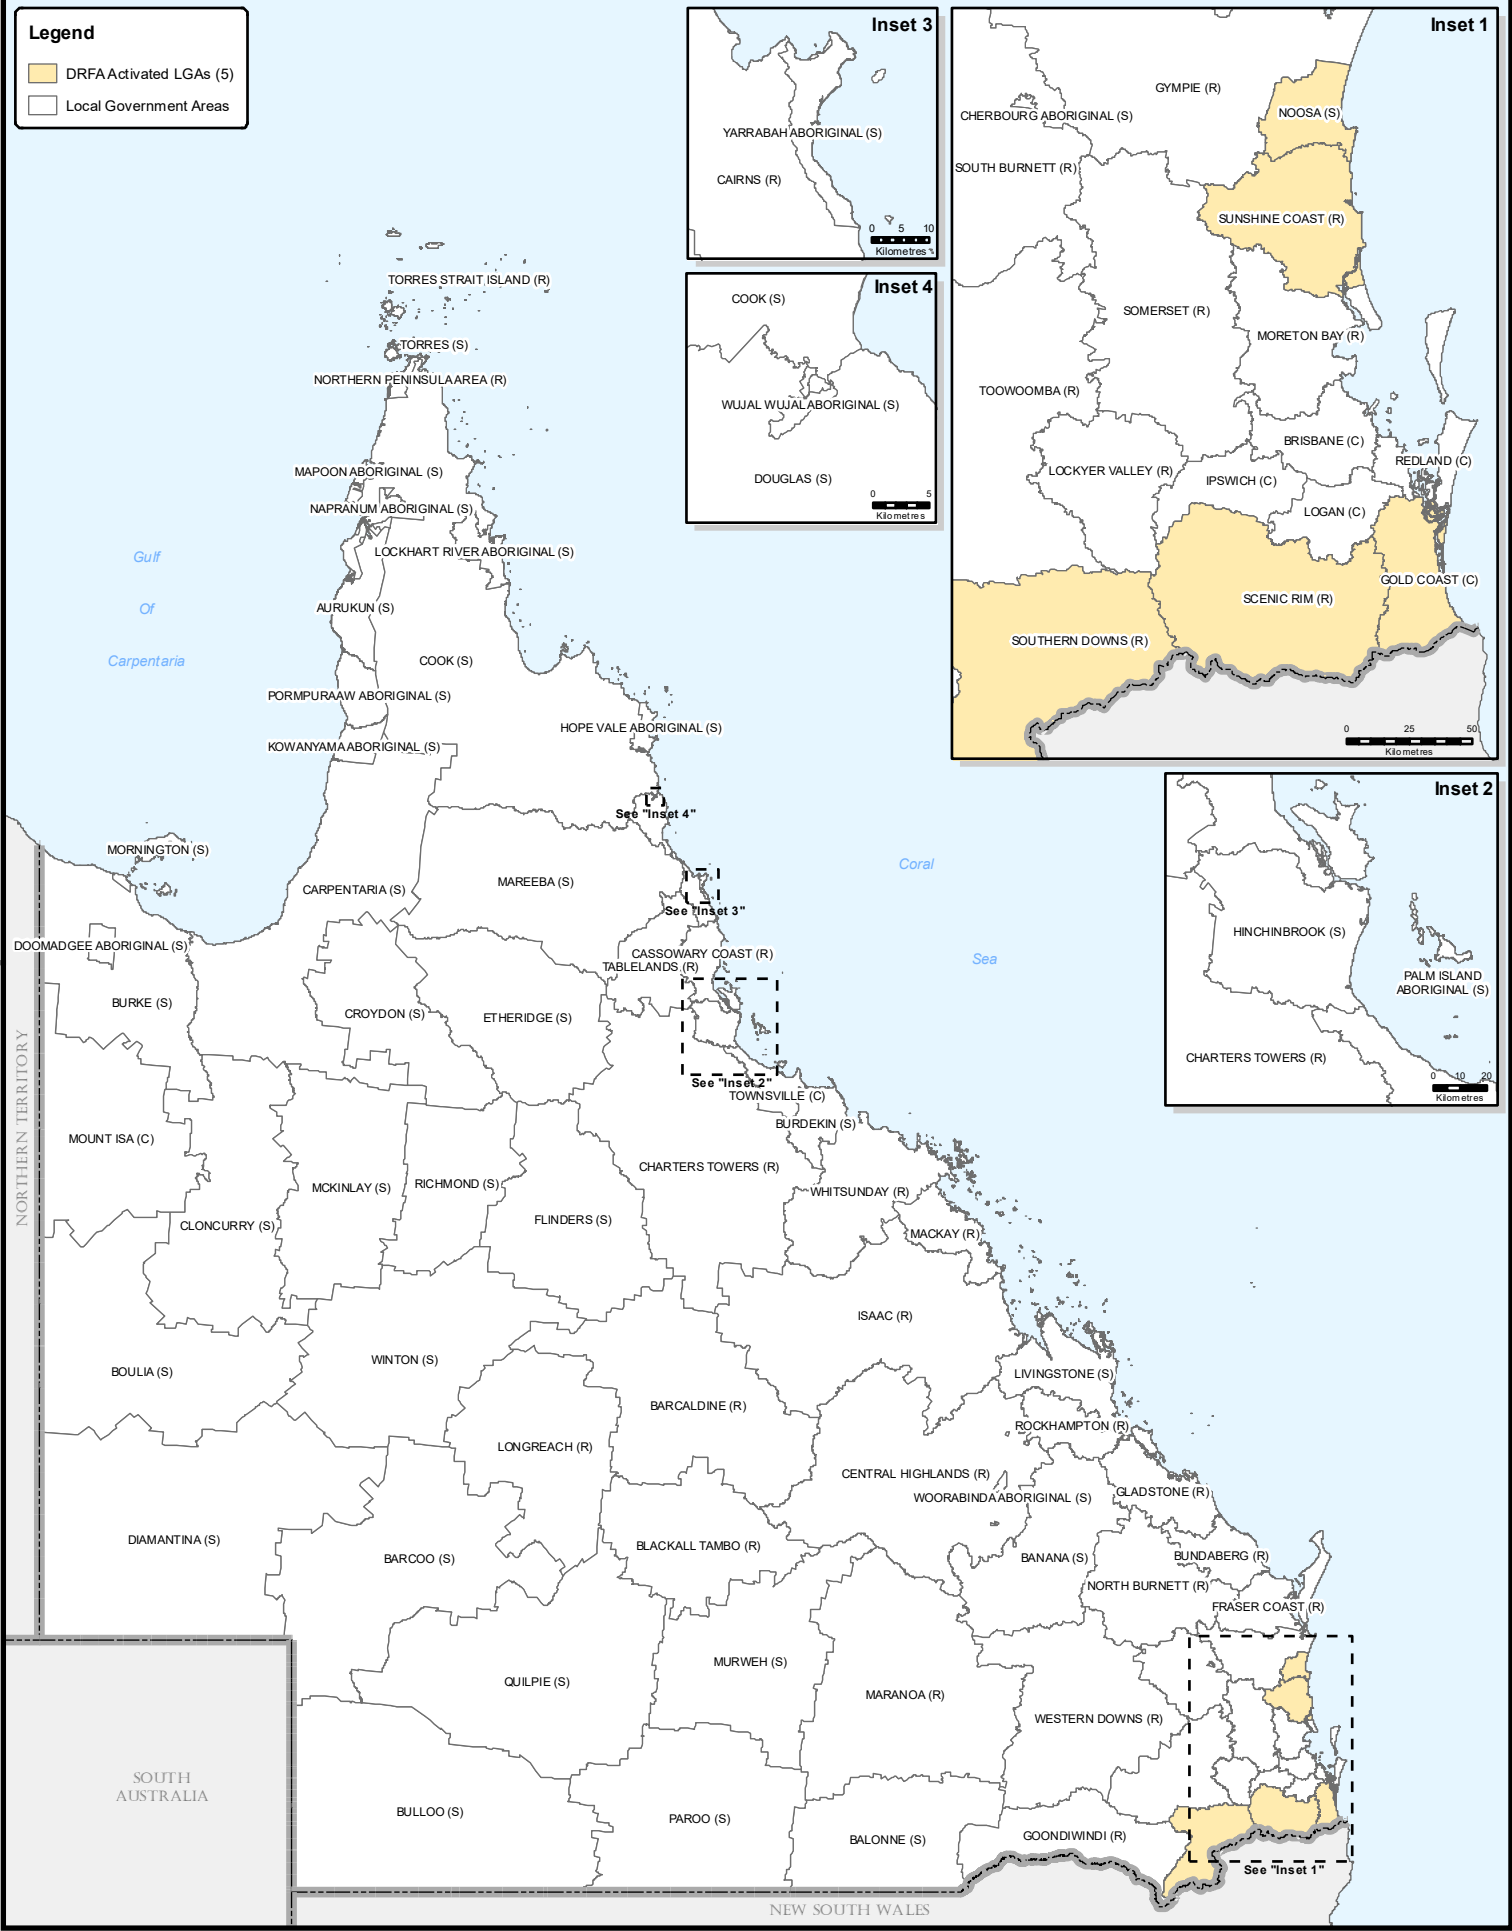 Legend
DRFA Activated LGAs (5)
Local Government Areas
Inset 3
YARRABAH ABORIGINAL (S)
CAIRNS (R)
0 5 10
Kilometres
Inset 4
COOK (S)
WUJAL WUJAL ABORIGINAL (S)
DOUGLAS (S)
0 5
Kilometres
Inset 1
GYMPIE (R)
NOOSA (S)
CHERBOURG ABORIGINAL (S)
SOUTH BURNETT (R)
SUNSHINE COAST (R)
SOMERSET (R)
MORETON BAY (R)
TOOWOOMBA (R)
BRISBANE (C)
REDLAND (C)
LOCKYER VALLEY (R)
IPSWICH (C)
LOGAN (C)
GOLD COAST (C)
SCENIC RIM (R)
SOUTHERN DOWNS (R)
0 25 50
Kilometres
Inset 2
HINCHINBROOK (S)
PALM ISLAND
ABORIGINAL (S)
CHARTERS TOWERS (R)
0 10 20
Kilometres
TORRES STRAIT ISLAND (R)
TORRES (S)
NORTHERN PENINSULA AREA (R)
MAPOON ABORIGINAL (S)
NAPRANUM ABORIGINAL (S)
LOCKHART RIVER ABORIGINAL (S)
Gulf
Of
Carpentaria
AURUKUN (S)
COOK (S)
PORMPURAAW ABORIGINAL (S)
HOPE VALE ABORIGINAL (S)
KOWANYAMA ABORIGINAL (S)
See "Inset 4"
MORNINGTON (S)
Coral
CARPENTARIA (S)
MAREEBA (S)
See "Inset 3"
DOOMADGEE ABORIGINAL (S)
CASSOWARY COAST (R)
TABLELANDS (R)
Sea
BURKE (S)
CROYDON (S)
ETHERIDGE (S)
See "Inset 2"
TOWNSVILLE (C)
BURDEKIN (S)
NORTHERN TERRITORY
MOUNT ISA (C)
CHARTERS TOWERS (R)
MCKINLAY (S)
RICHMOND (S)
WHITSUNDAY (R)
CLONCURRY (S)
FLINDERS (S)
MACKAY (R)
ISAAC (R)
BOULIA (S)
WINTON (S)
LIVINGSTONE (S)
BARCALDINE (R)
ROCKHAMPTON (R)
LONGREACH (R)
CENTRAL HIGHLANDS (R)
GLADSTONE (R)
WOORABINDA ABORIGINAL (S)
DIAMANTINA (S)
BARCOO (S)
BLACKALL TAMBO (R)
BANANA (S)
BUNDABERG (R)
NORTH BURNETT (R)
FRASER COAST (R)
QUILPIE (S)
MURWEH (S)
MARANOA (R)
WESTERN DOWNS (R)
SOUTH
AUSTRALIA
BULLOO (S)
PAROO (S)
BALONNE (S)
GOONDIWINDI (R)
See "Inset 1"
NEW SOUTH WALES